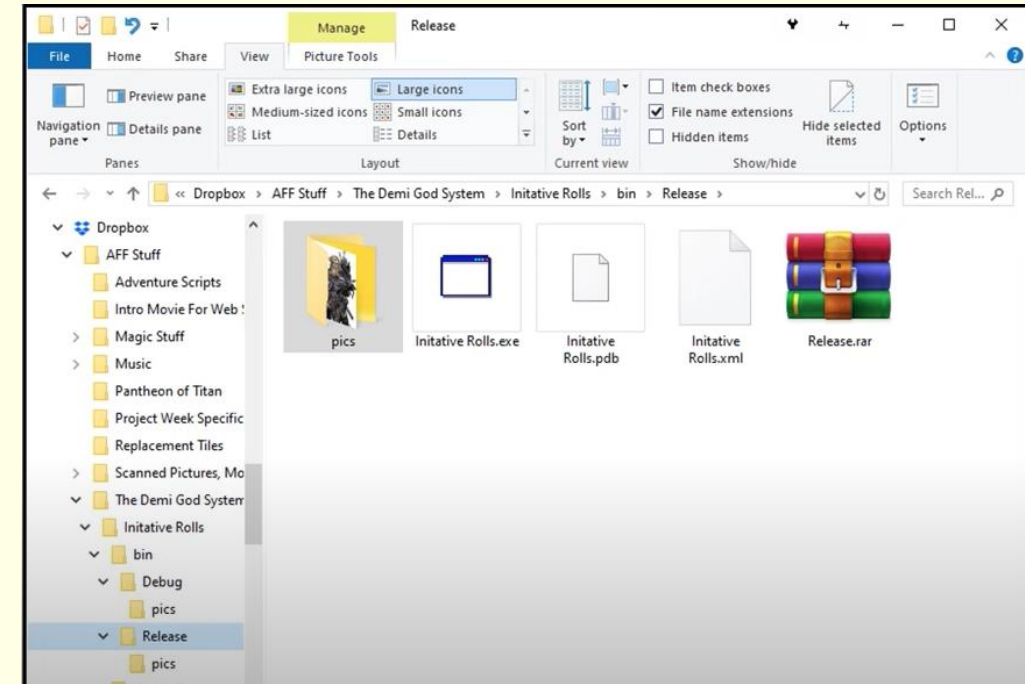 Manage
Release
File
Home
Share
View
Picture Tools
Navigation
pane
Preview pane
Details pane
Panes
Extra large icons
Large icons
Medium-sized icons
Small icons
List
Details
Layout
Sort
by
Current view
Item check boxes
File name extensions
Hidden items
Hide selected
items
Show/hide
Options
« Dropbox > AFF Stuff > The Demi God System > Initative Rolls > bin > Release >
Search Rel...
Dropbox
AFF Stuff
Adventure Scripts
Intro Movie For Web
Magic Stuff
Music
Pantheon of Titan
Project Week Specific
Replacement Tiles
Scanned Pictures, Mo
The Demi God System
Initative Rolls
bin
Debug
pics
Release
pics
pics
Initative Rolls.exe
Initative
Rolls.pdb
Initative
Rolls.xml
Release.rar